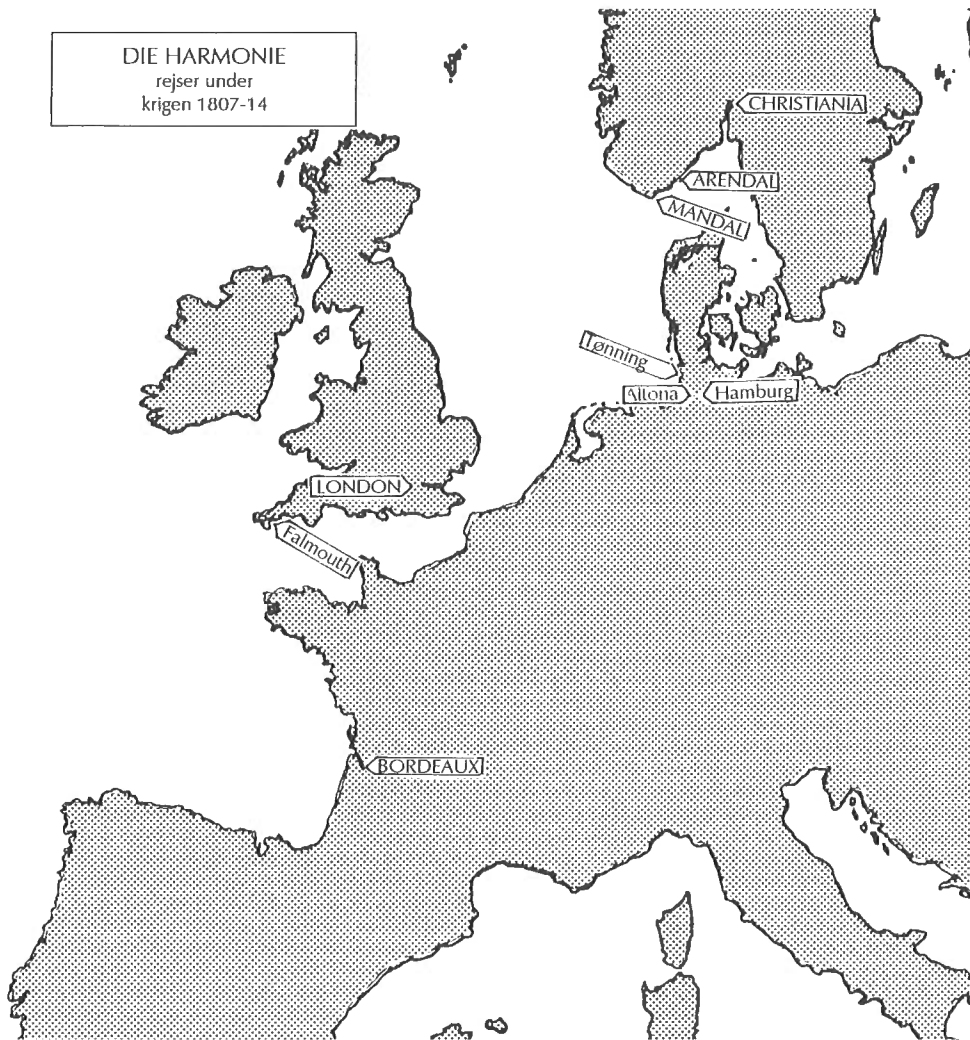 DIE HARMONIE
rejser under
krigen 1807-14
CHRISTIANIA
ARENDAL
MANDAL
Tønning
Altona
Hamburg
LONDON
Falmouth
BORDEAUX